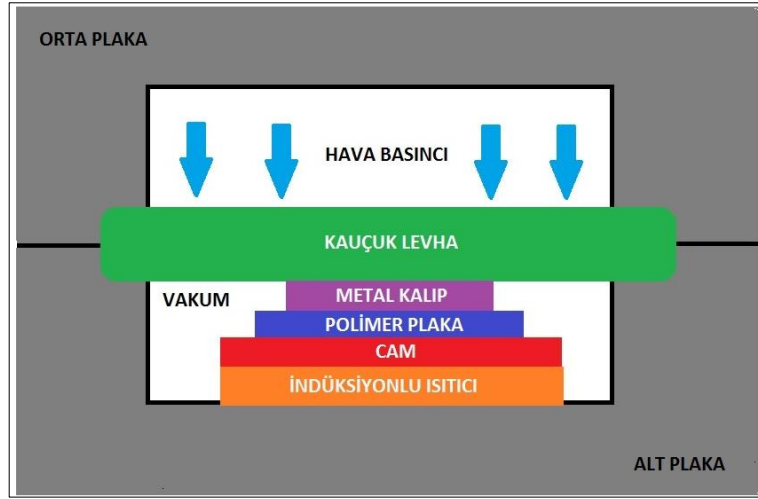 ORTA PLAKA
HAVA BASINCI
KAUÇUK LEVHA
VAKUM
METAL KALIP
POLİMER PLAKA
CAM
İNDÜKSİYONLU ISITICI
ALT PLAKA